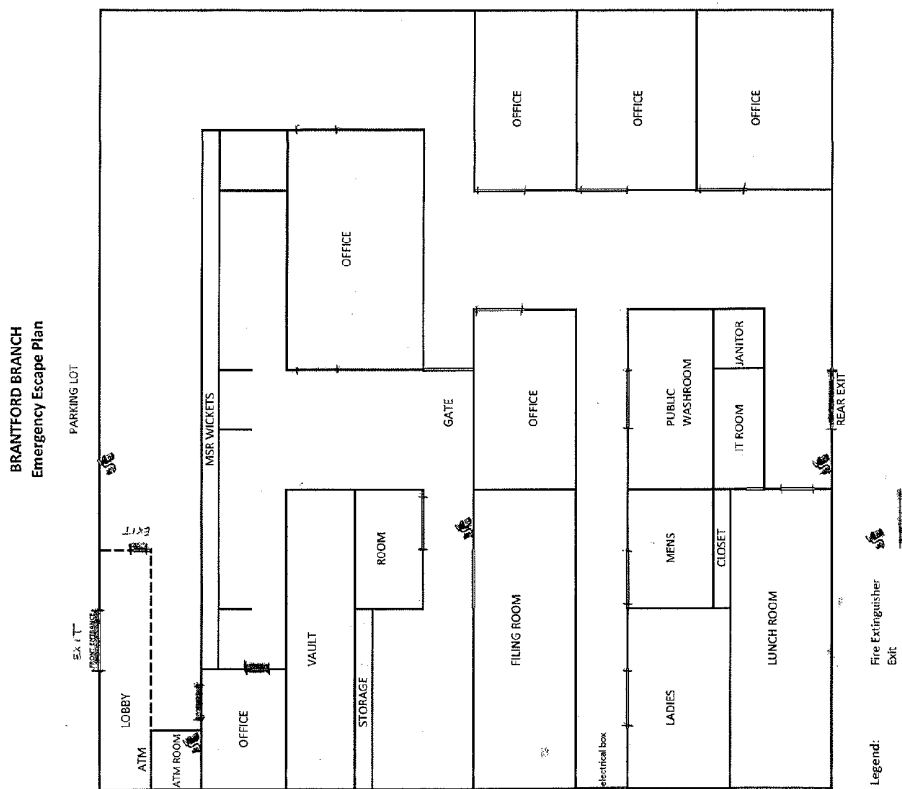 BRANTFORD BRANCH
Emergency Escape Plan
PARKING LOT
EXIT
FRONT ENTRANCE
EXIT
LOBBY
ATM
ATM ROOM
MSR WICKETS
OFFICE
VAULT
STORAGE
ROOM
OFFICE
GATE
OFFICE
OFFICE
OFFICE
FILING ROOM
OFFICE
electrical box
LADIES
MENS
CLOSET
PUBLIC
WASHROOM
IT ROOM
JANITOR
LUNCH ROOM
REAR EXIT
Legend:
Fire Extinguisher
Exit